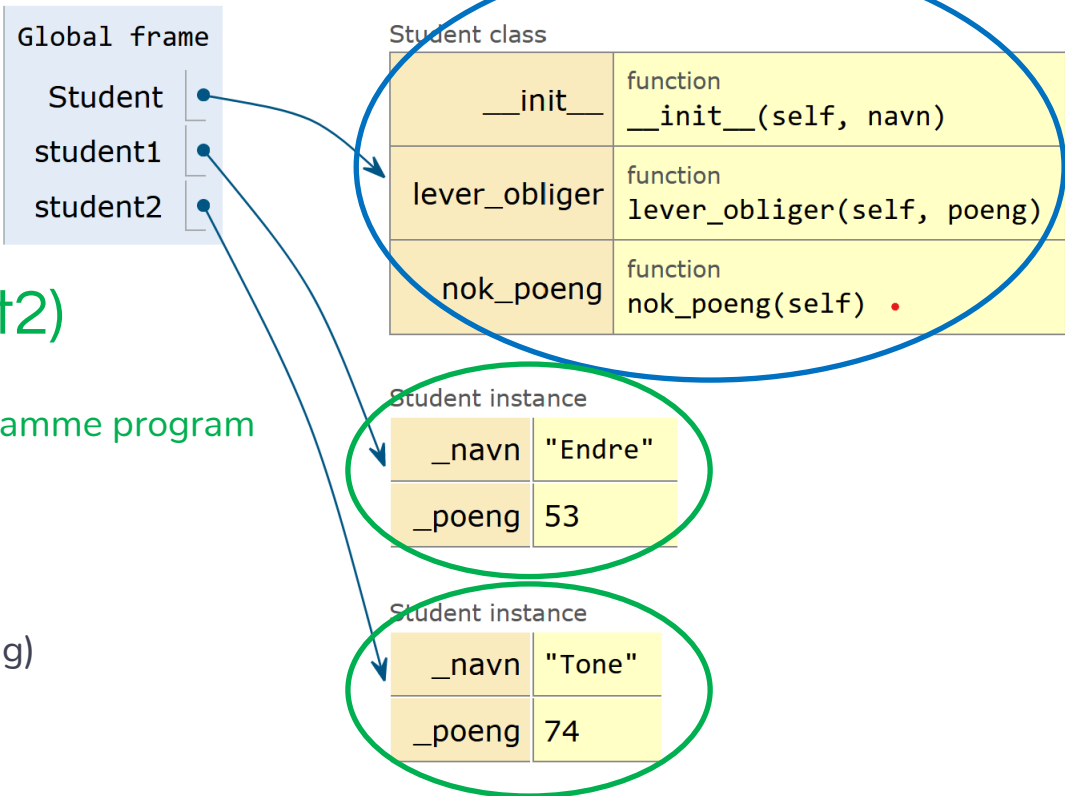 Global frame
Student
student1
student2
t2)
amme program
g)
Student class
__init__
function
__init__(self, navn)
lever_obliger
function
lever_obliger(self, poeng)
nok_poeng
function
nok_poeng(self)
Student instance
_navn "Endre"
_poeng 53
Student instance
_navn "Tone"
_poeng 74